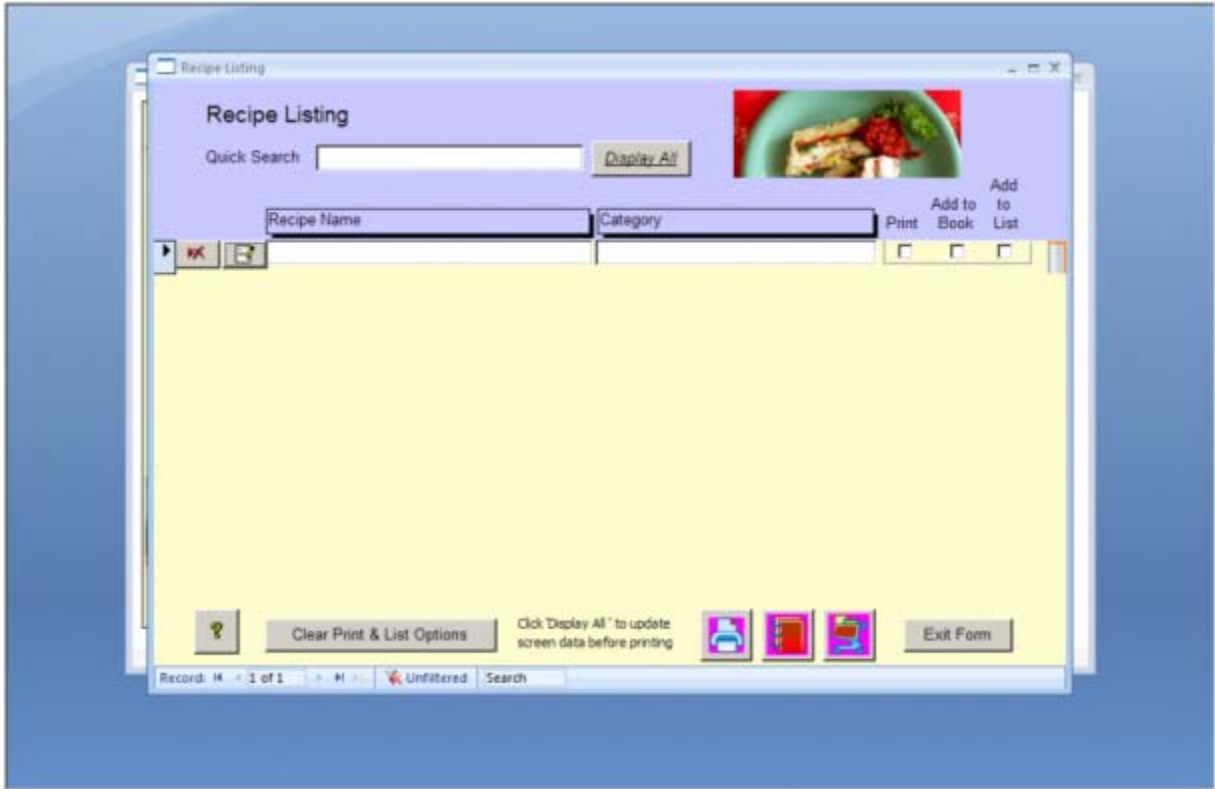 Recipe Listing
Recipe Listing
Quick Search
Display All
Recipe Name
Category
Print
Add to
Book
Add
to
List
?
Clear Print & List Options
Click 'Display All ' to update
screen data before printing
Exit Form
Record: 1 of 1
Unfiltered
Search